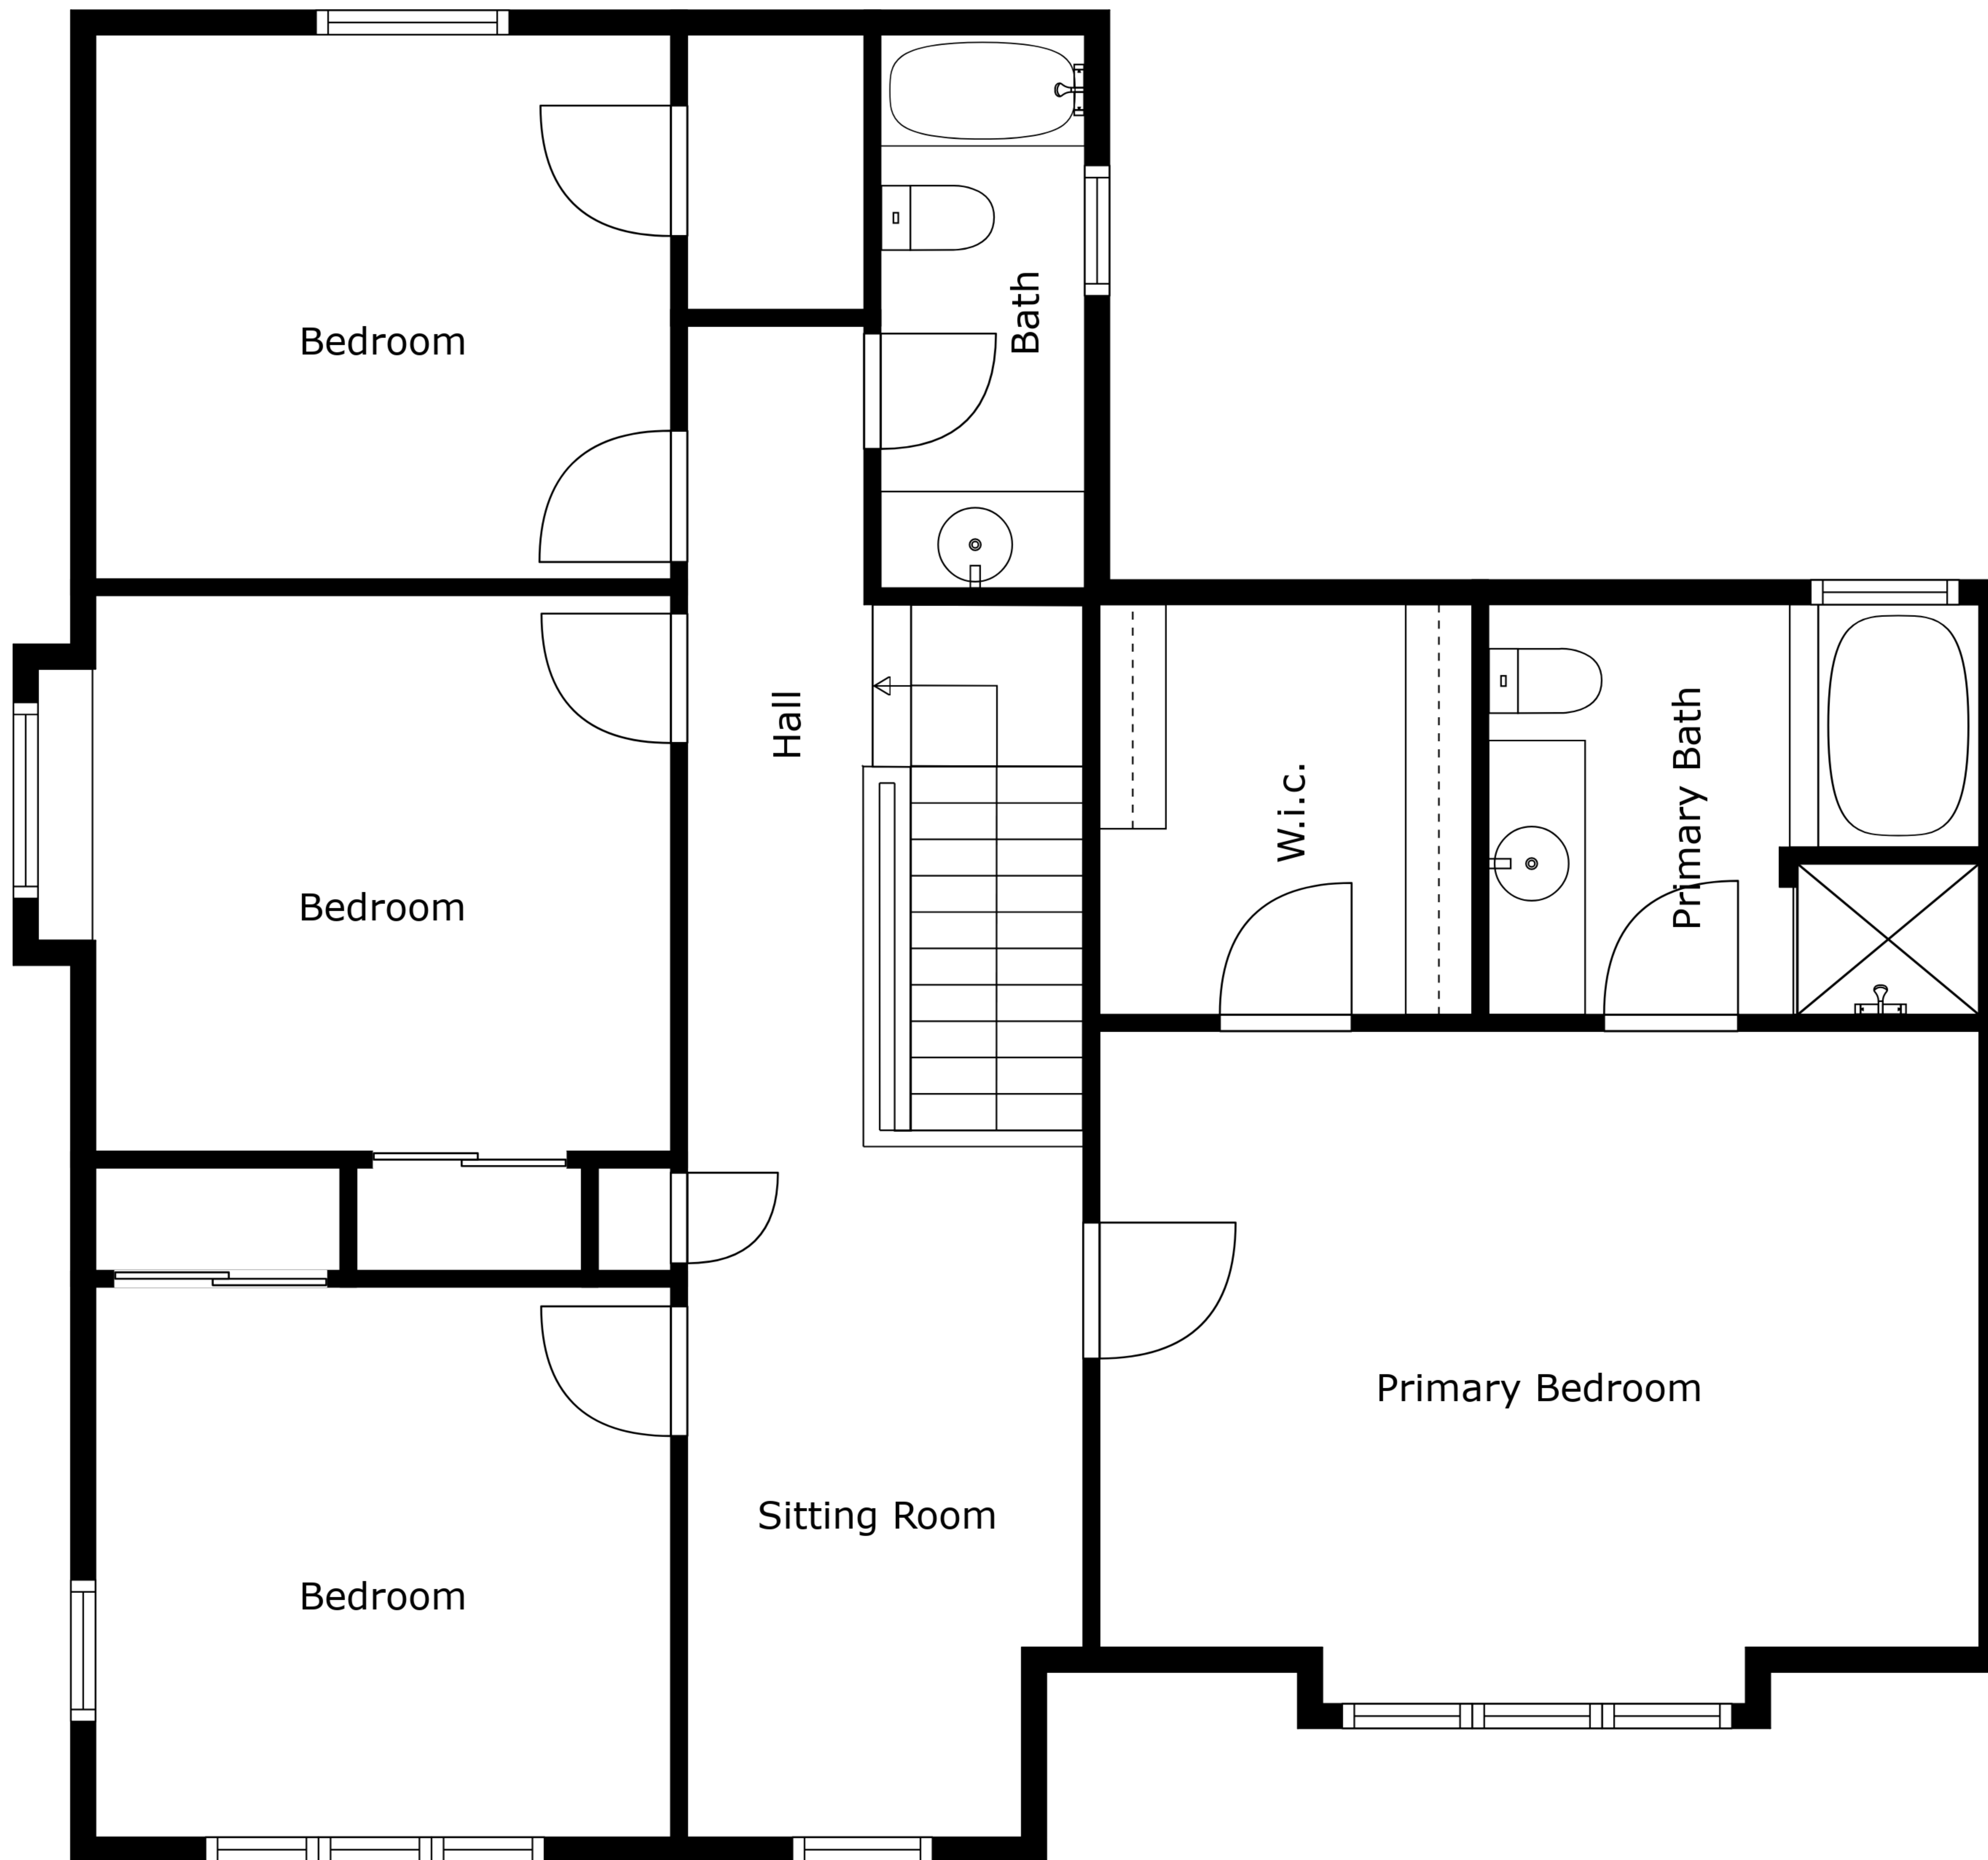 Bedroom
Bath
Hall
W.i.c.
Primary Bath
Bedroom
Primary Bedroom
Sitting Room
Bedroom